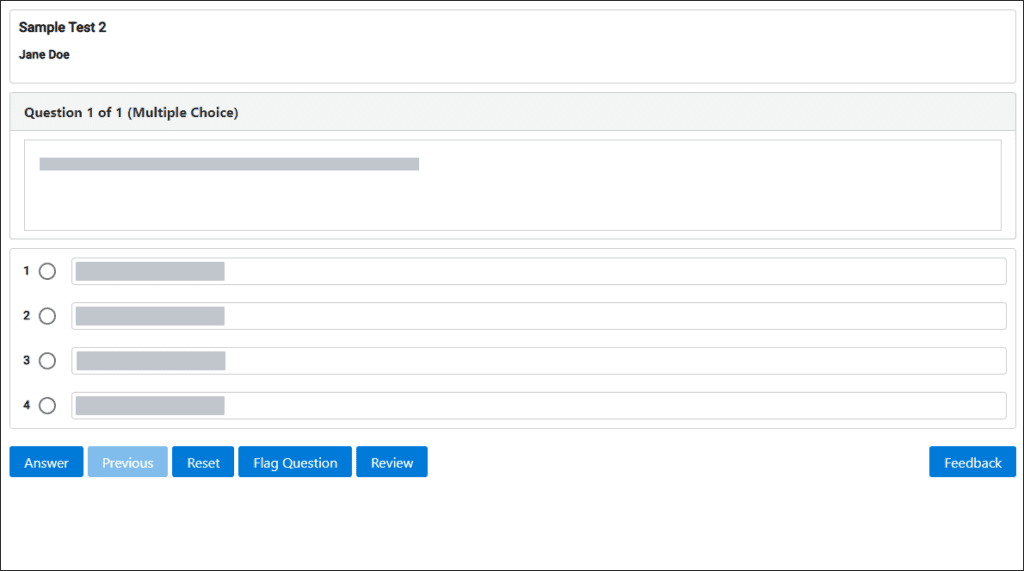 Sample Test 2
Jane Doe
Question 1 of 1 (Multiple Choice)
1
2
3
4
Answer Previous Reset Flag Question Review Feedback